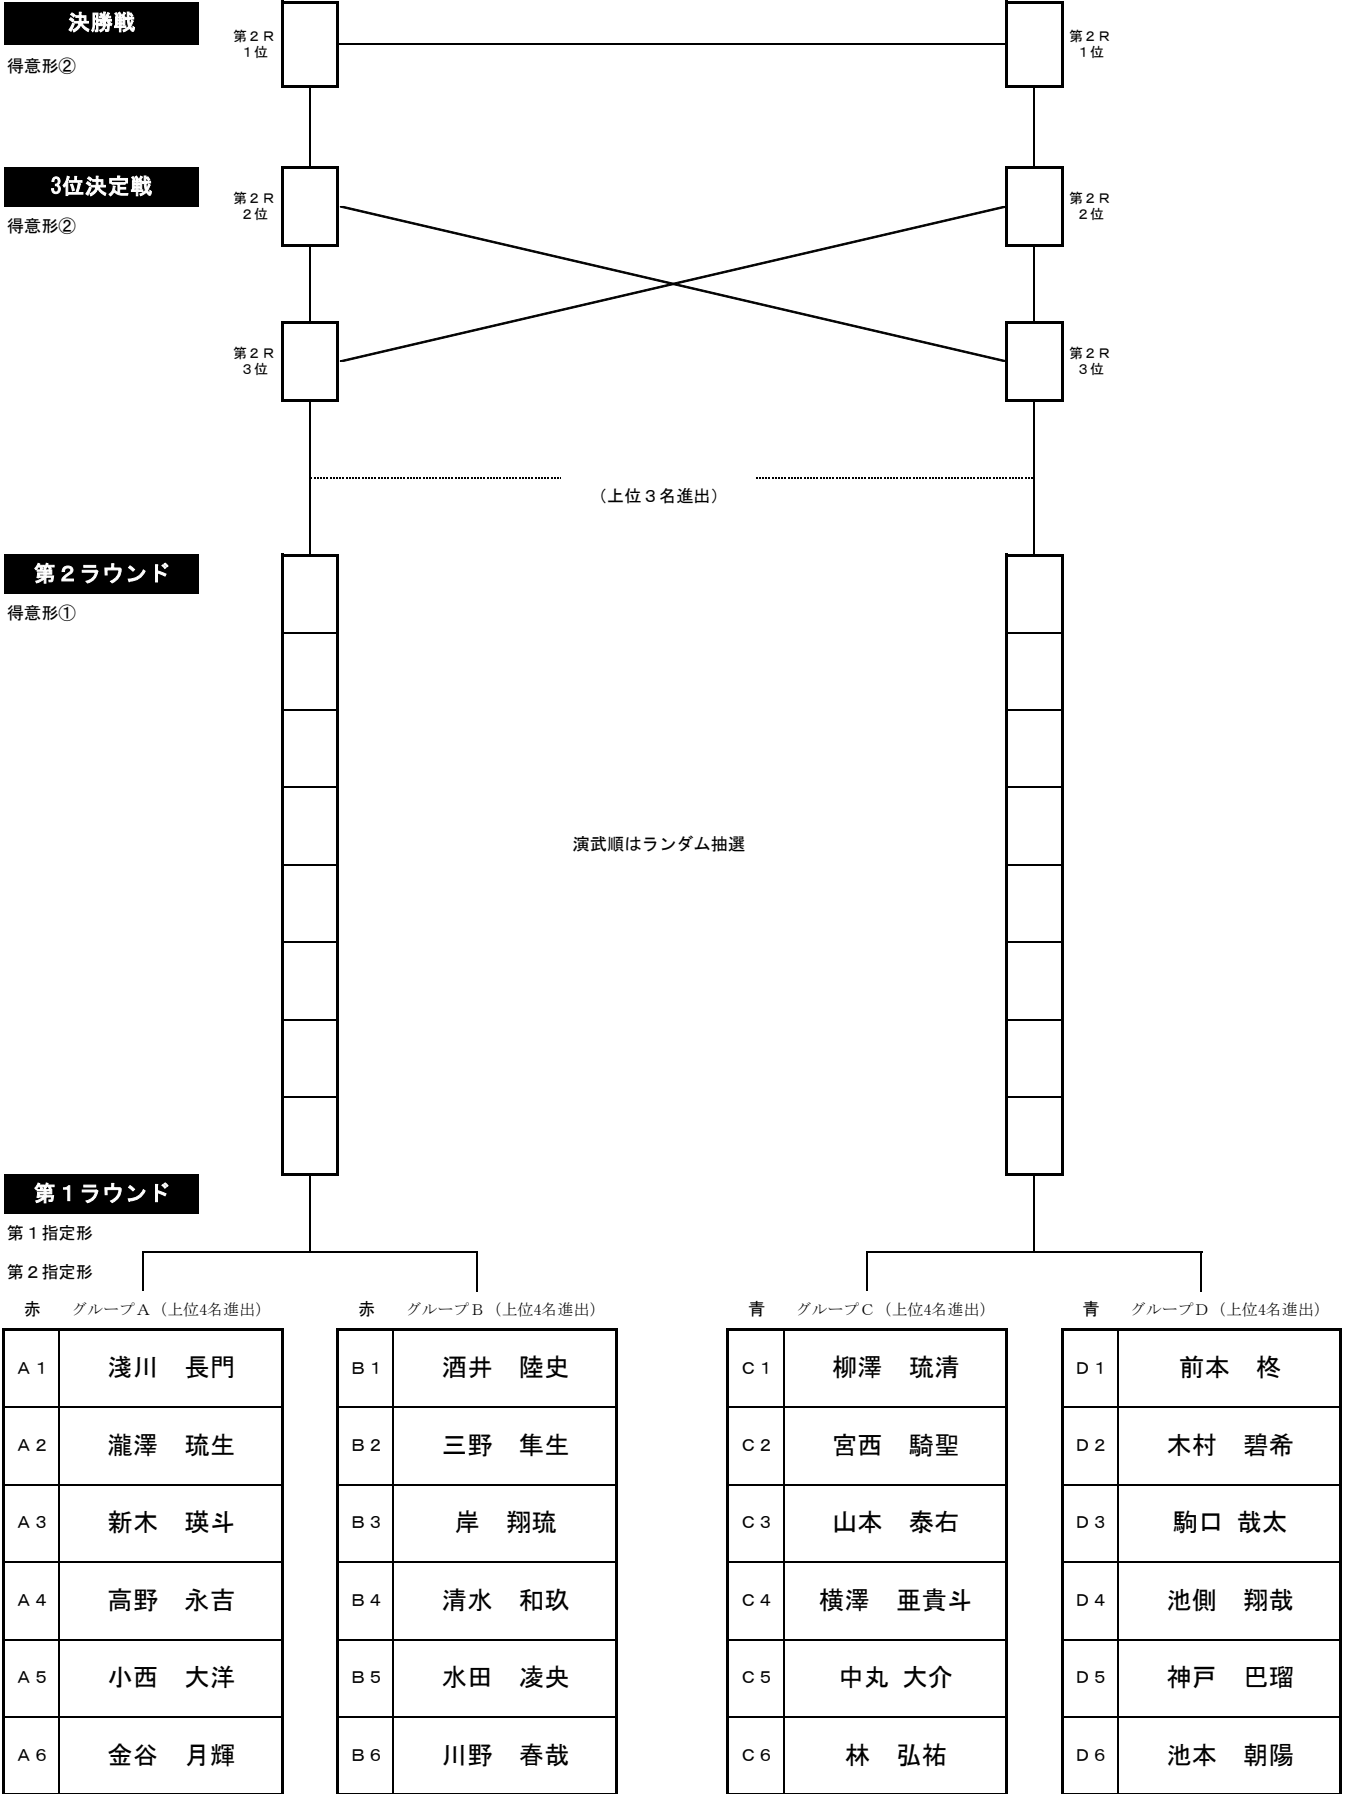 決勝戦
得意形②
第２Ｒ
１位
第２Ｒ
１位
3位決定戦
得意形②
第２Ｒ
２位
第２Ｒ
２位
第２Ｒ
３位
第２Ｒ
３位
（上位３名進出）
第２ラウンド
得意形①
演武順はランダム抽選
第１ラウンド
第１指定形
第２指定形
赤 グループＡ（上位4名進出）
Ａ１ 淺川　長門
Ａ２ 瀧澤　琉生
Ａ３ 新木　瑛斗
Ａ４ 高野　永吉
Ａ５ 小西　大洋
Ａ６ 金谷　月輝
赤 グループＢ（上位4名進出）
Ｂ１ 酒井　陸史
Ｂ２ 三野　隼生
Ｂ３ 岸　翔琉
Ｂ４ 清水　和玖
Ｂ５ 水田　凌央
Ｂ６ 川野　春哉
青 グループＣ（上位4名進出）
Ｃ１ 柳澤　琉清
Ｃ２ 宮西　騎聖
Ｃ３ 山本　泰右
Ｃ４ 横澤　亜貴斗
Ｃ５ 中丸 大介
Ｃ６ 林　弘祐
青 グループＤ（上位4名進出）
Ｄ１ 前本　柊
Ｄ２ 木村　碧希
Ｄ３ 駒口 哉太
Ｄ４ 池側　翔哉
Ｄ５ 神戸　巴瑠
Ｄ６ 池本　朝陽